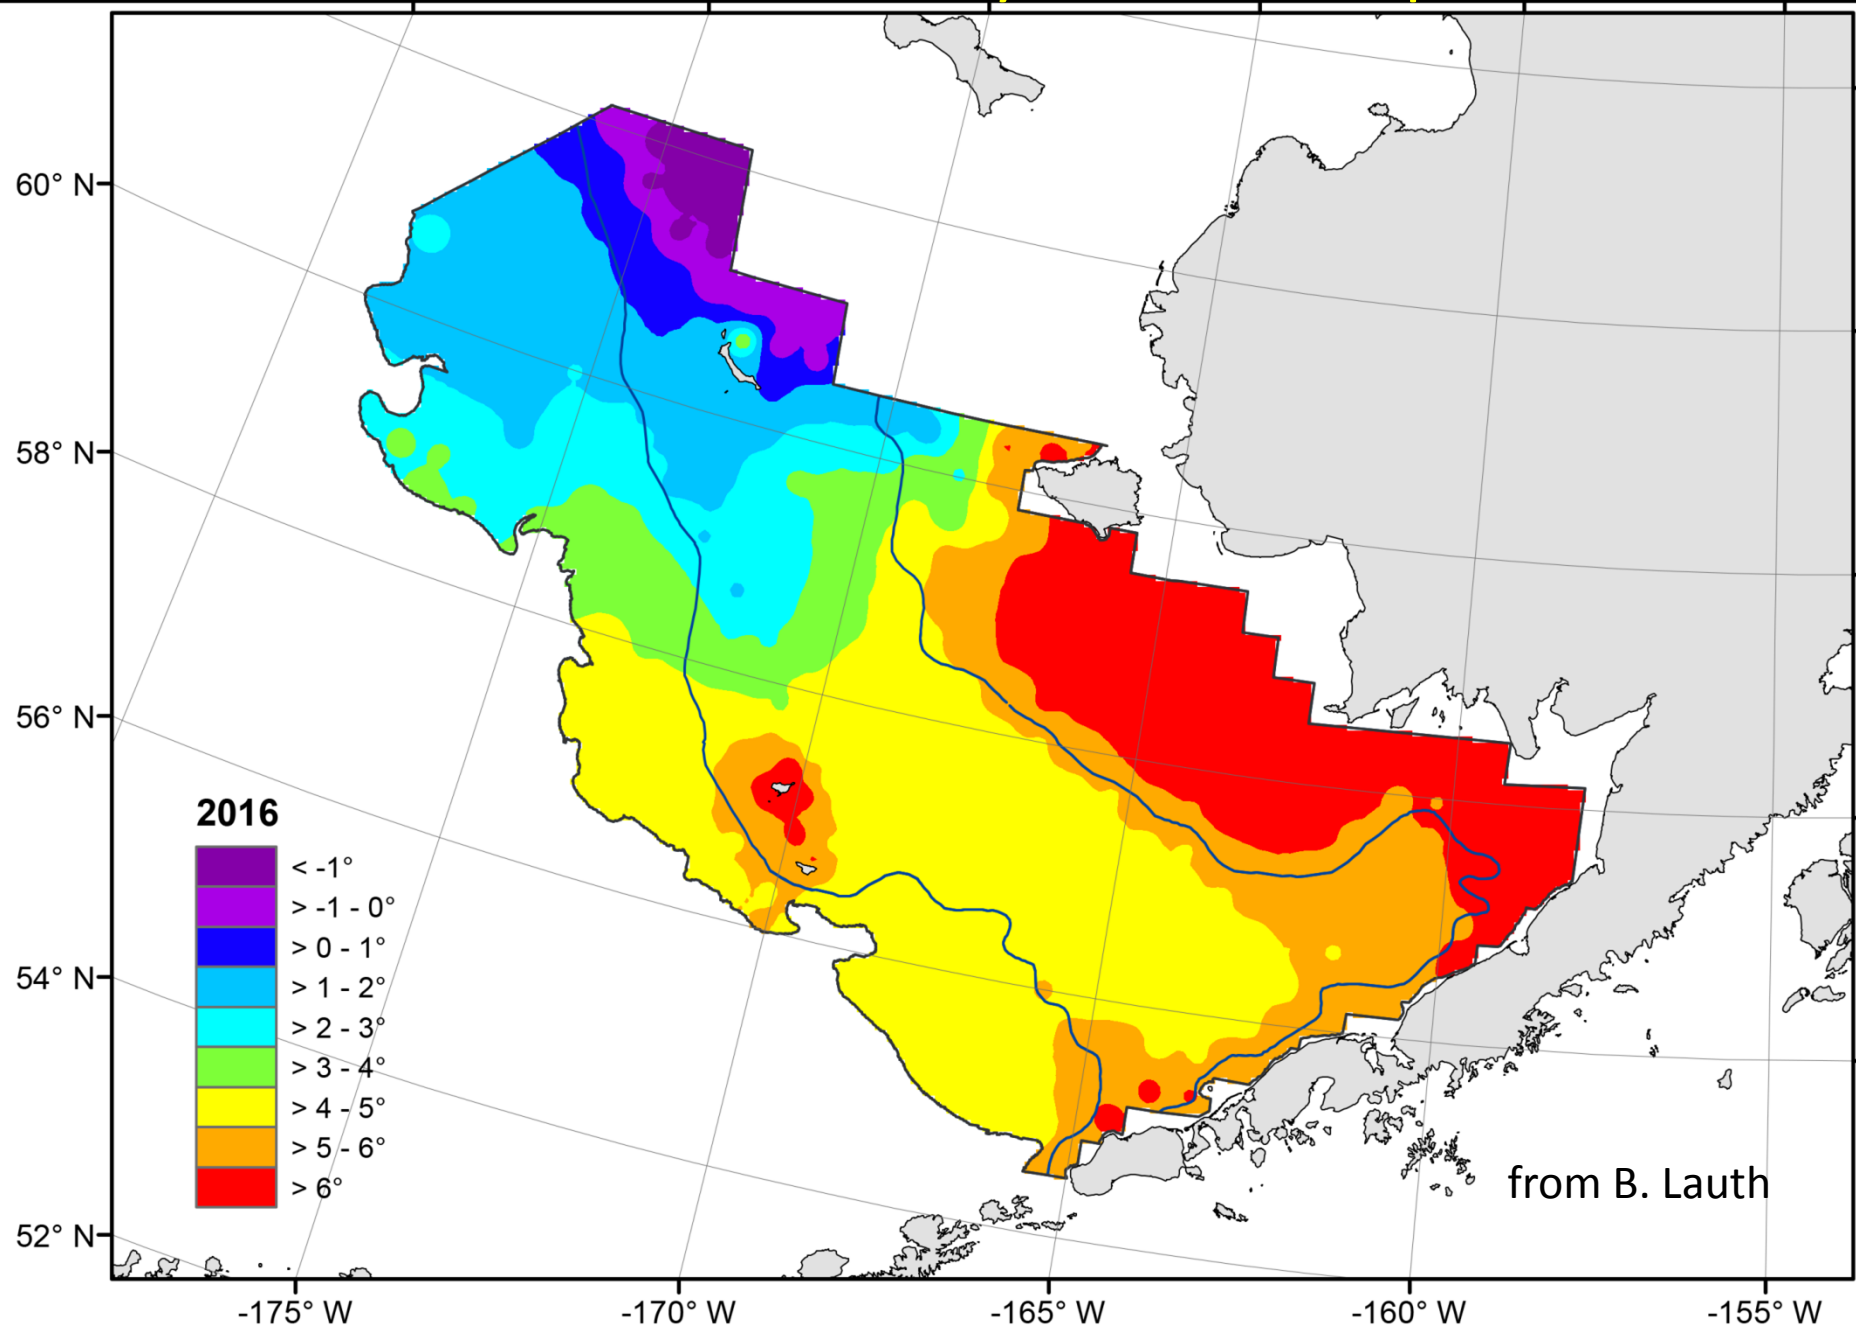 60° N
58° N
56° N
54° N
52° N
2016
< -1°
> -1 - 0°
> 0 - 1°
> 1 - 2°
> 2 - 3°
> 3 - 4°
> 4 - 5°
> 5 - 6°
> 6°
from B. Lauth
-175° W
-170° W
-165° W
-160° W
-155° W